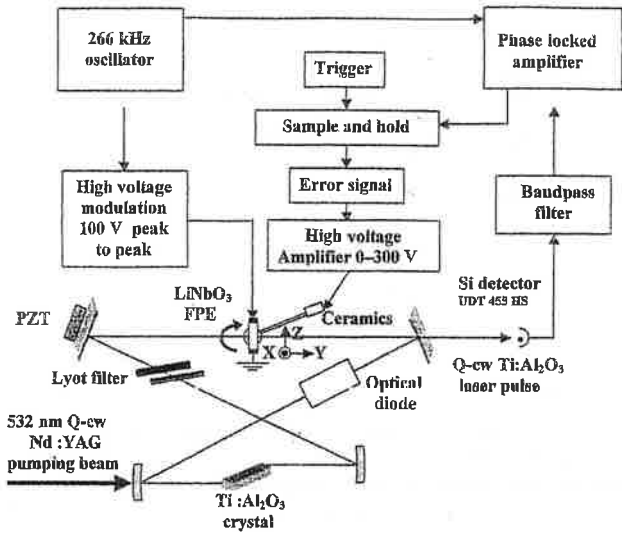 266 kHz
oscillator
Phase locked
amplifier
Trigger
Sample and hold
Error signal
High voltage
modulation
100 V peak
to peak
High voltage
Amplifier 0–300 V
Baudpass
filter
LiNbO₃
FPE
Si detector
UDT 453 HS
PZT
Ceramics
Z
X
Y
Lyot filter
Optical
diode
Q-cw Ti:Al₂O₃
laser pulse
532 nm Q-cw
Nd :YAG
pumping beam
Ti :Al₂O₃
crystal